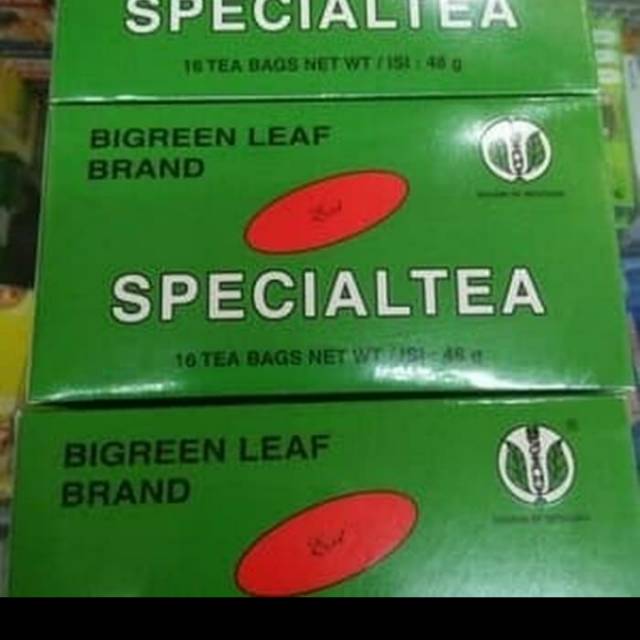 SPECIALTEA
16 TEA BAGS NET WT / ISI : 48 g
BIGREEN LEAF
BRAND
SPECIALTEA
16 TEA BAGS NET WT / ISI : 48 g
BIGREEN LEAF
BRAND